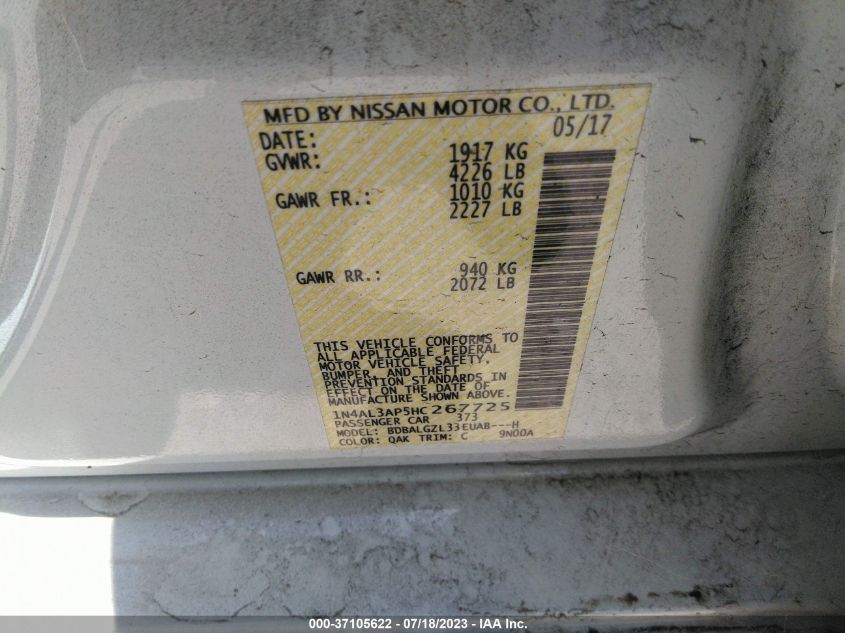 MFD BY NISSAN MOTOR CO., LTD.
DATE: 05/17
GVWR: 1917 KG
4226 LB
GAWR FR.: 1010 KG
2227 LB
GAWR RR.: 940 KG
2072 LB
THIS VEHICLE CONFORMS TO
ALL APPLICABLE FEDERAL
MOTOR VEHICLE SAFETY,
BUMPER, AND THEFT
PREVENTION STANDARDS IN
EFFECT ON THE DATE OF
MANUFACTURE SHOWN ABOVE.
1N4AL3AP5HC267725
PASSENGER CAR 373
MODEL: BDBALGZL33EUAB---H
COLOR: QAK TRIM: C 9N00A
000-37105622 - 07/18/2023 - IAA Inc.